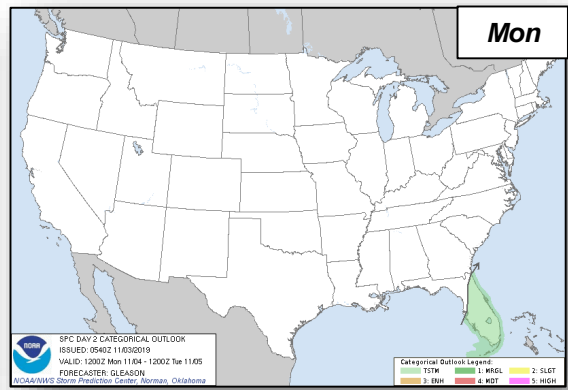 Mon
NOAA
SPC DAY 2 CATEGORICAL OUTLOOK
ISSUED: 0540Z 11/03/2019
VALID: 1200Z Mon 11/04 - 1200Z Tue 11/05
FORECASTER: GLEASON
NOAA/NWS Storm Prediction Center, Norman, Oklahoma
Categorical Outlook Legend:
TSTM 1: MRGL 2: SLGT
3: ENH 4: MDT 5: HIGH